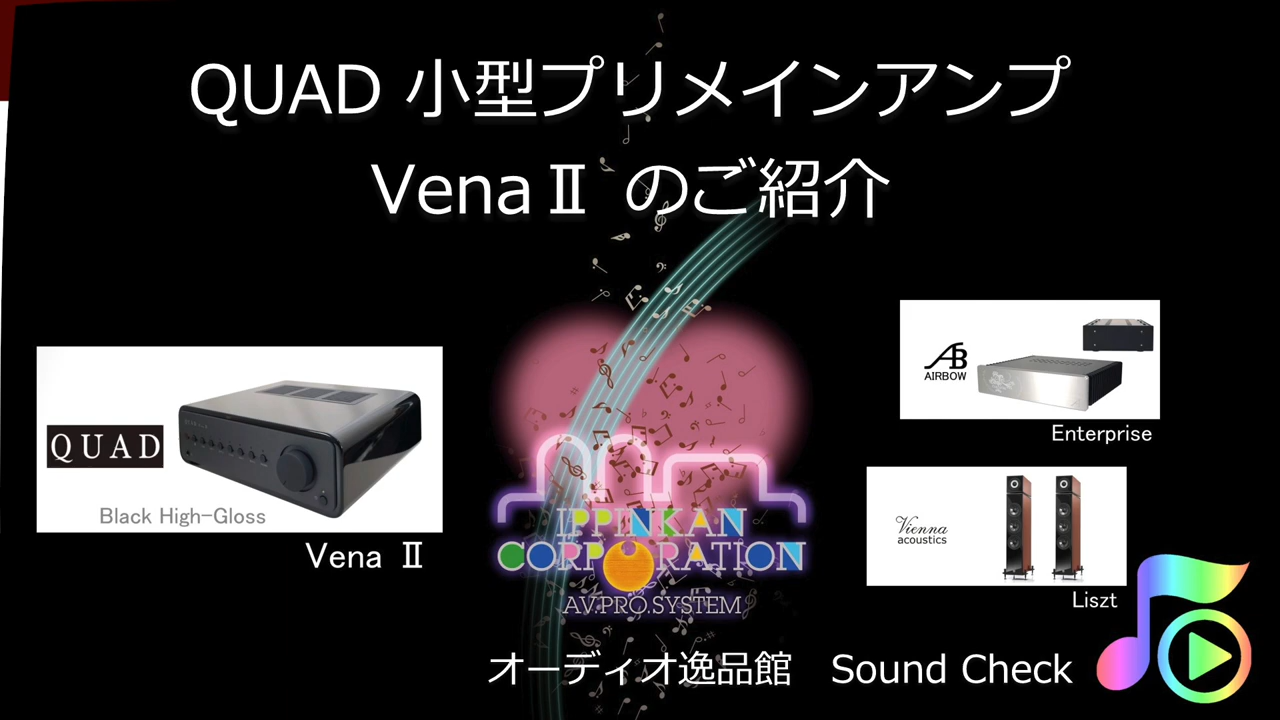 QUAD 小型プリメインアンプ
VenaⅡ のご紹介
QUAD
Black High-Gloss
Vena Ⅱ
AIRBOW
Enterprise
Vienna
acoustics
Liszt
IPPINKAN
CORPORATION
AV.PRO.SYSTEM
オーディオ逸品館 Sound Check